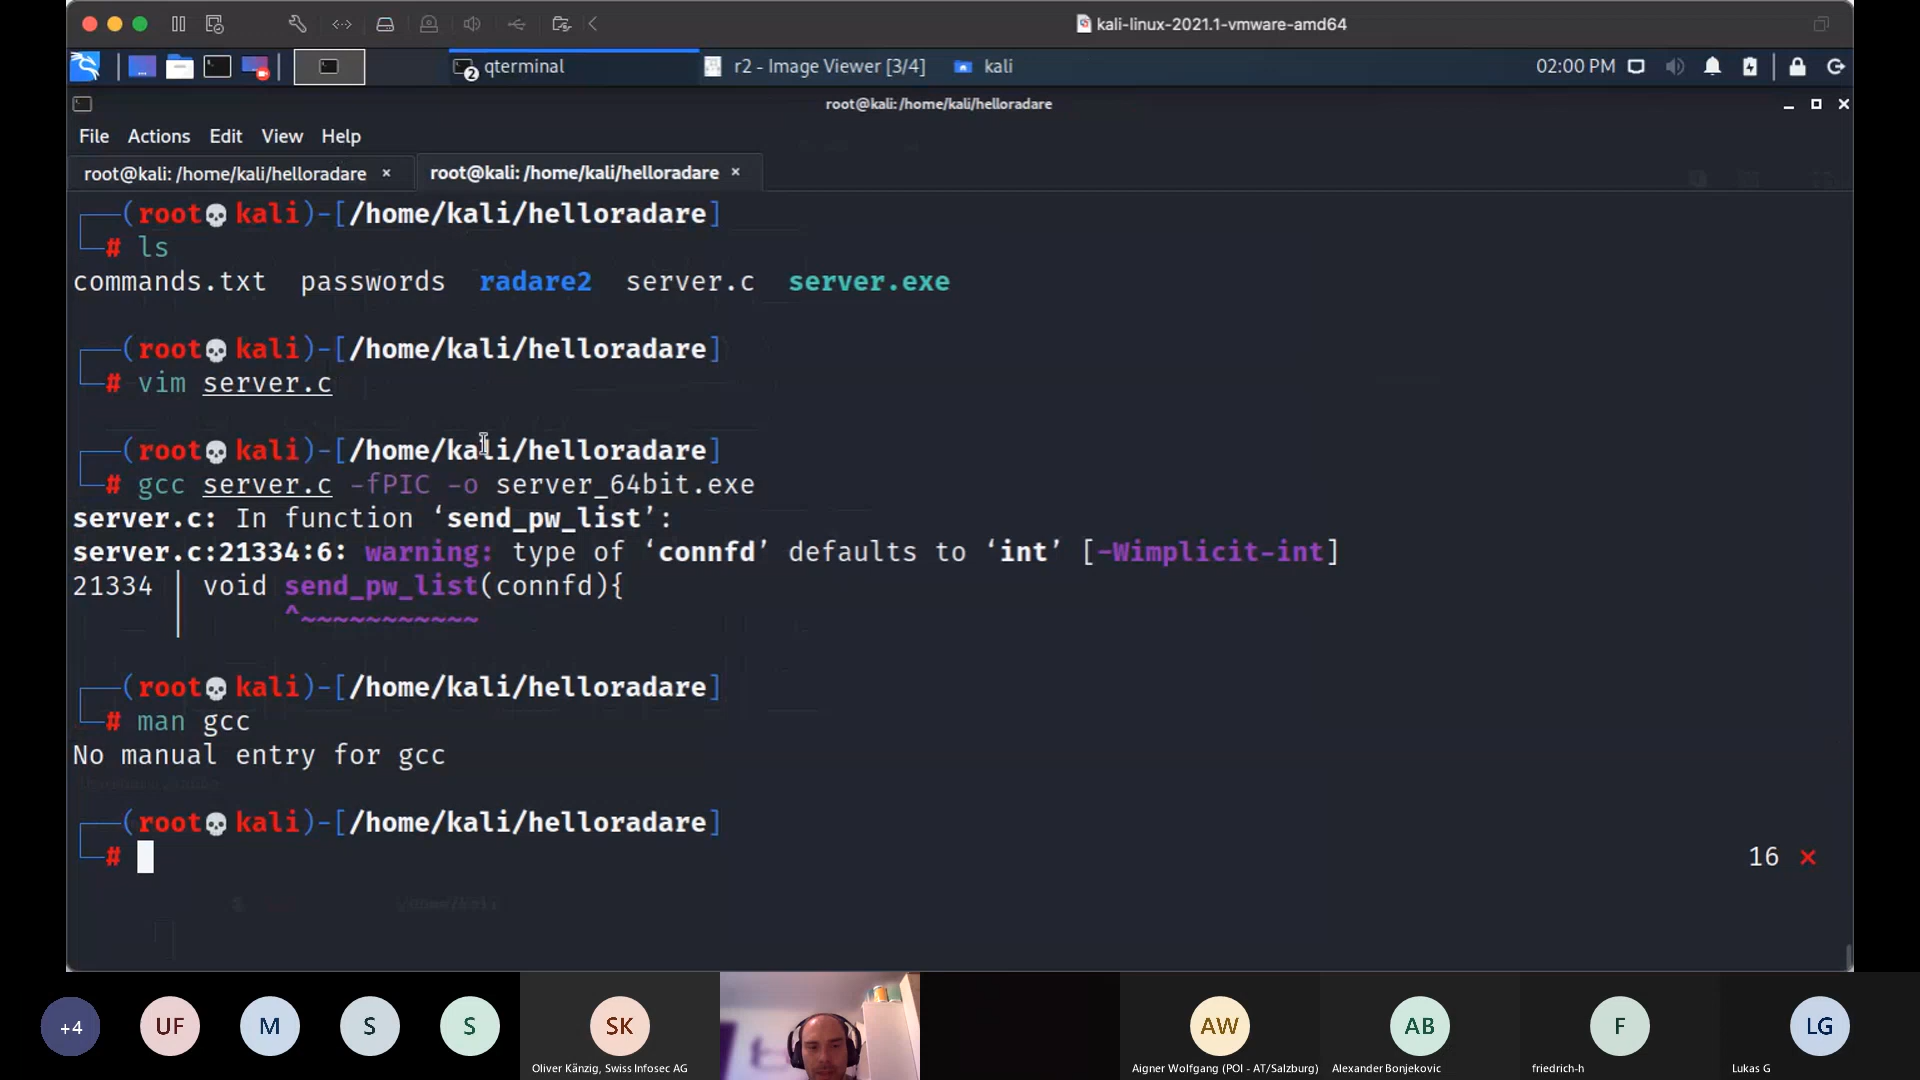 kali-linux-2021.1-vmware-amd64
2 qterminal
r2 - Image Viewer [3/4]
kali
02:00 PM
root@kali: /home/kali/helloradare
File Actions Edit View Help
root@kali: /home/kali/helloradare ×
root@kali: /home/kali/helloradare ×
(root💀kali)-[/home/kali/helloradare]
# ls
commands.txt passwords radare2 server.c server.exe
(root💀kali)-[/home/kali/helloradare]
# vim server.c
(root💀kali)-[/home/kali/helloradare]
# gcc server.c -fPIC -o server_64bit.exe
server.c: In function ‘send_pw_list’:
server.c:21334:6: warning: type of ‘connfd’ defaults to ‘int’ [-Wimplicit-int]
21334 | void send_pw_list(connfd){
| ^~~~~~~~~~~~
(root💀kali)-[/home/kali/helloradare]
# man gcc
No manual entry for gcc
(root💀kali)-[/home/kali/helloradare]
#
16 ×
+4
UF
M
S
S
SK
Oliver Känzig, Swiss Infosec AG
AW
Aigner Wolfgang (POI - AT/Salzburg)
AB
Alexander Bonjekovic
F
friedrich-h
LG
Lukas G